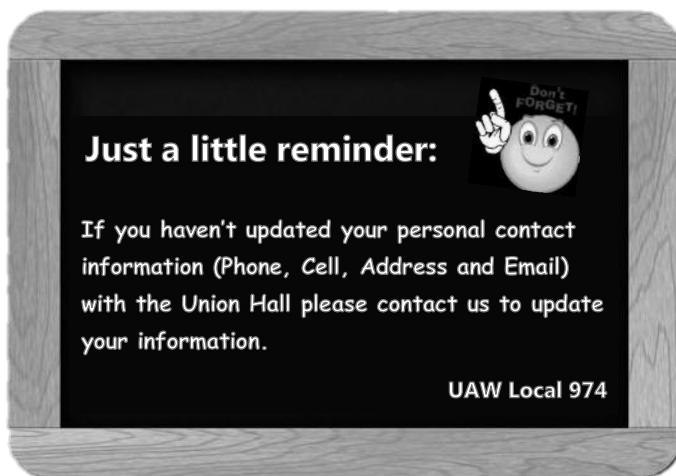 Don't
FORGET!
Just a little reminder:
If you haven't updated your personal contact
information (Phone, Cell, Address and Email)
with the Union Hall please contact us to update
your information.
UAW Local 974